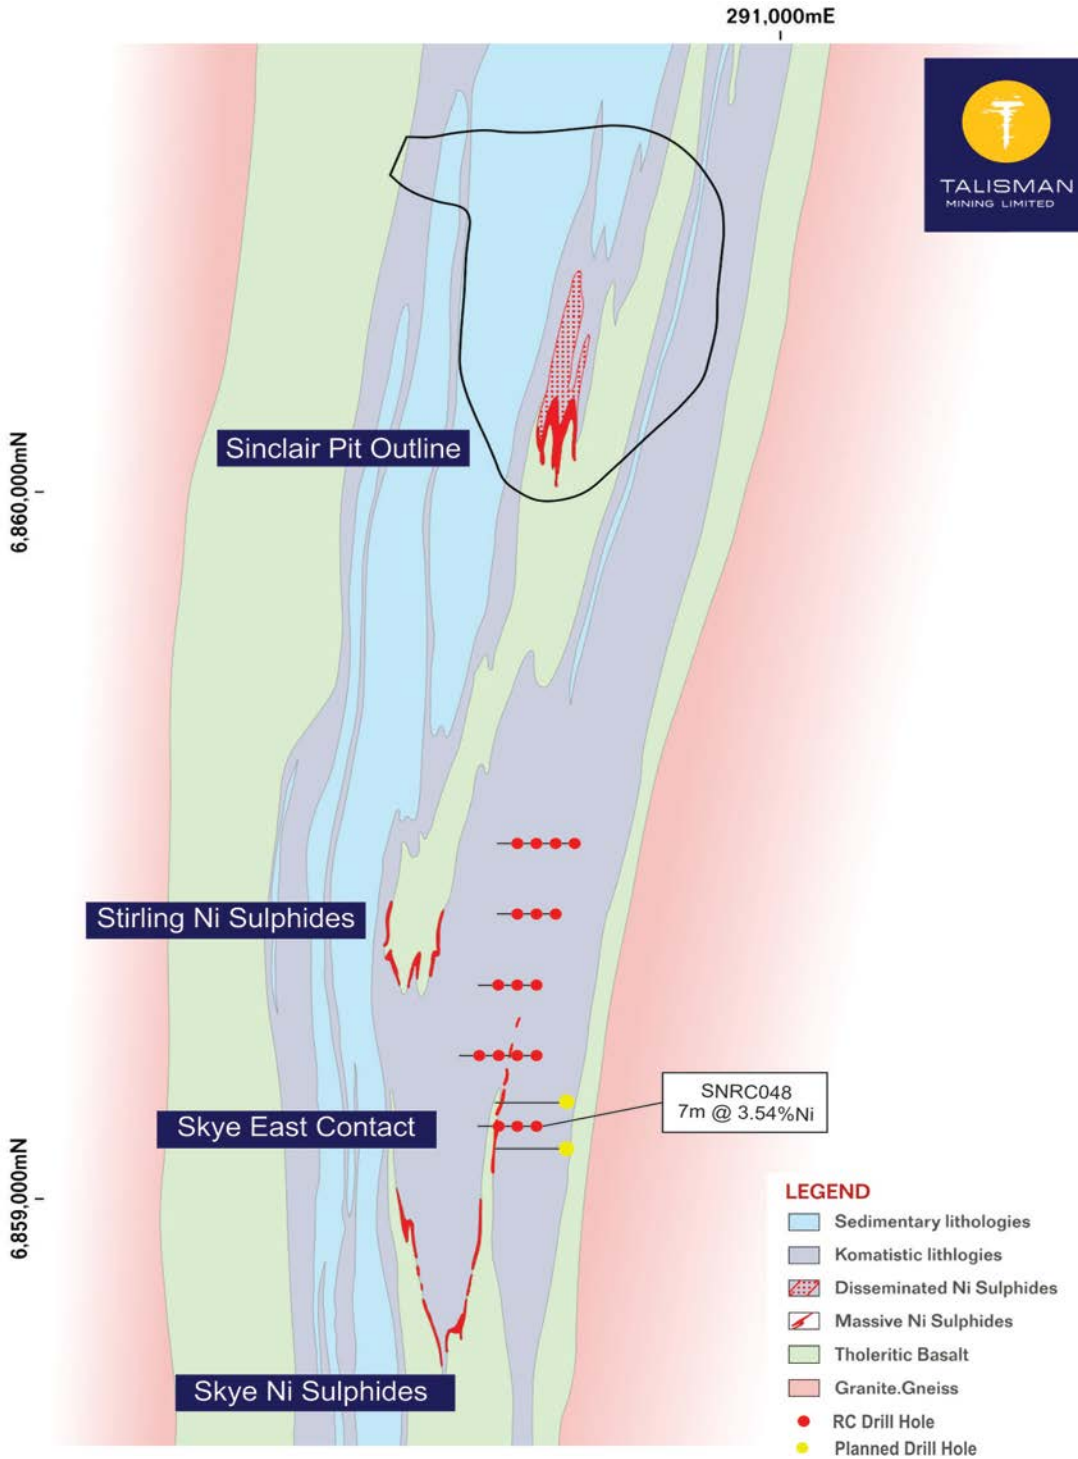 291,000mE
TALISMAN
MINING LIMITED
Sinclair Pit Outline
6,860,000mN
Stirling Ni Sulphides
SNRC048
7m @ 3.54%Ni
Skye East Contact
6,859,000mN
LEGEND
Sedimentary lithologies
Komatistic lithlogies
Disseminated Ni Sulphides
Massive Ni Sulphides
Tholeritic Basalt
Granite.Gneiss
RC Drill Hole
Planned Drill Hole
Skye Ni Sulphides